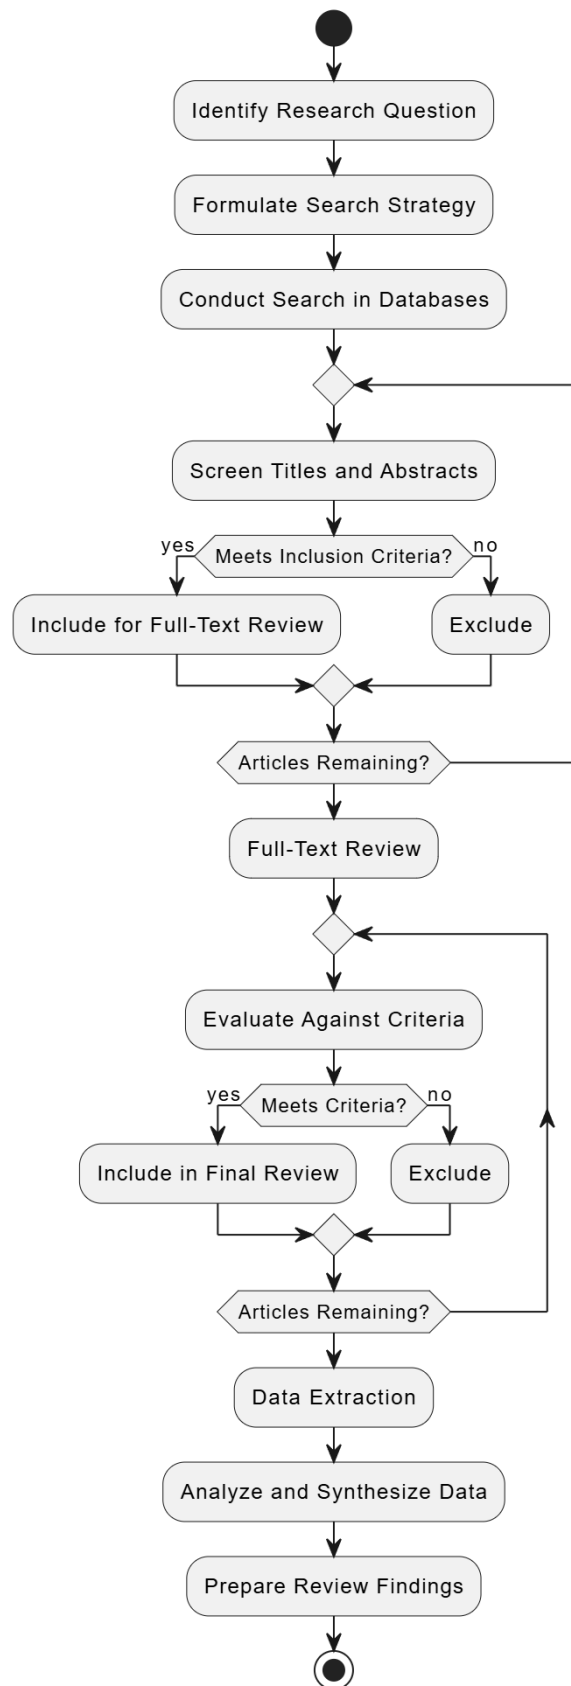 Identify Research Question
Formulate Search Strategy
Conduct Search in Databases
Screen Titles and Abstracts
yes
Meets Inclusion Criteria?
no
Include for Full-Text Review
Exclude
Articles Remaining?
Full-Text Review
Evaluate Against Criteria
yes
Meets Criteria?
no
Include in Final Review
Exclude
Articles Remaining?
Data Extraction
Analyze and Synthesize Data
Prepare Review Findings